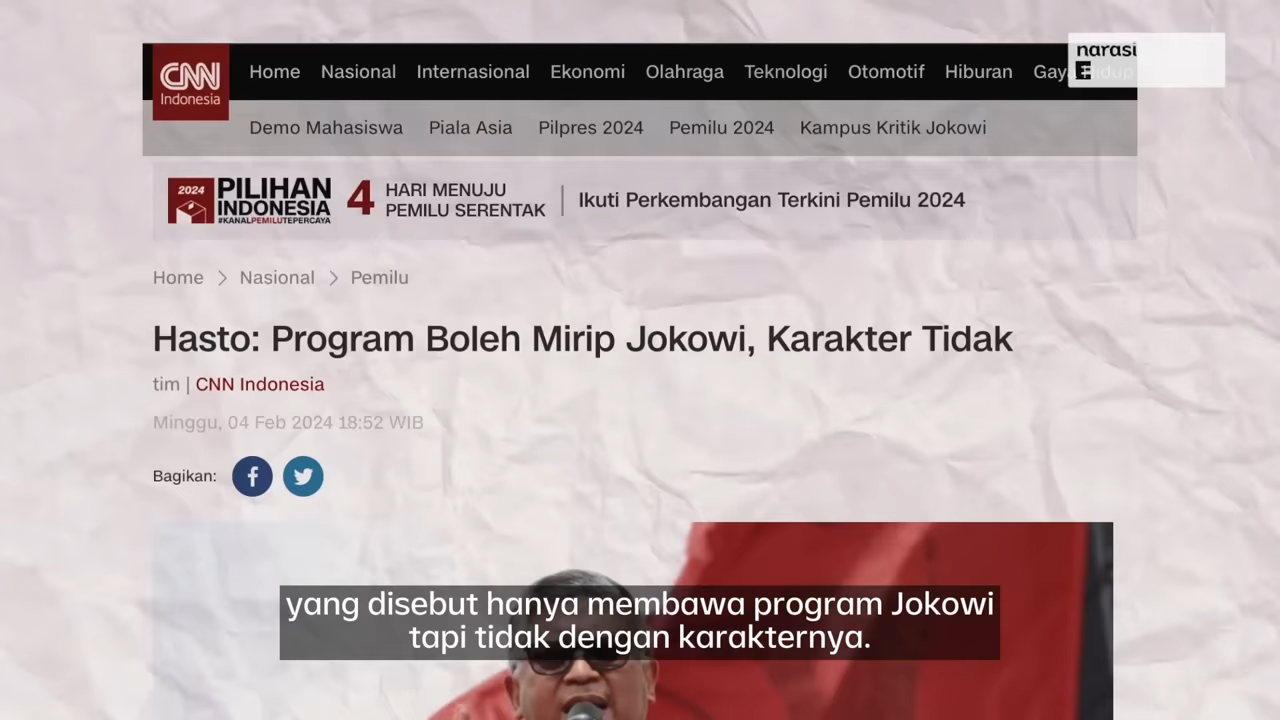 narasi
CNN
Indonesia
Home Nasional Internasional Ekonomi Olahraga Teknologi Otomotif Hiburan Gaya Hidup
E
Demo Mahasiswa Piala Asia Pilpres 2024 Pemilu 2024 Kampus Kritik Jokowi
2024
PILIHAN
INDONESIA
#KANALPEMILUTEPERCAYA
4
HARI MENUJU
PEMILU SERENTAK
Ikuti Perkembangan Terkini Pemilu 2024
Home > Nasional > Pemilu
Hasto: Program Boleh Mirip Jokowi, Karakter Tidak
tim | CNN Indonesia
Minggu, 04 Feb 2024 18:52 WIB
Bagikan:
yang disebut hanya membawa program Jokowi
tapi tidak dengan karakternya.